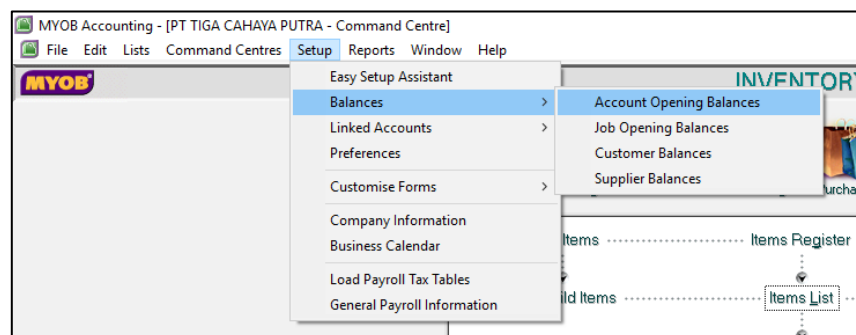 MYOB Accounting - [PT TIGA CAHAYA PUTRA - Command Centre]
File Edit Lists Command Centres Setup Reports Window Help
MYOB
INVENTOR
Easy Setup Assistant
Balances
Linked Accounts
Preferences
Customise Forms
Company Information
Business Calendar
Load Payroll Tax Tables
General Payroll Information
Account Opening Balances
Job Opening Balances
Customer Balances
Supplier Balances
Purcha
Items Items Register
ild Items Items List